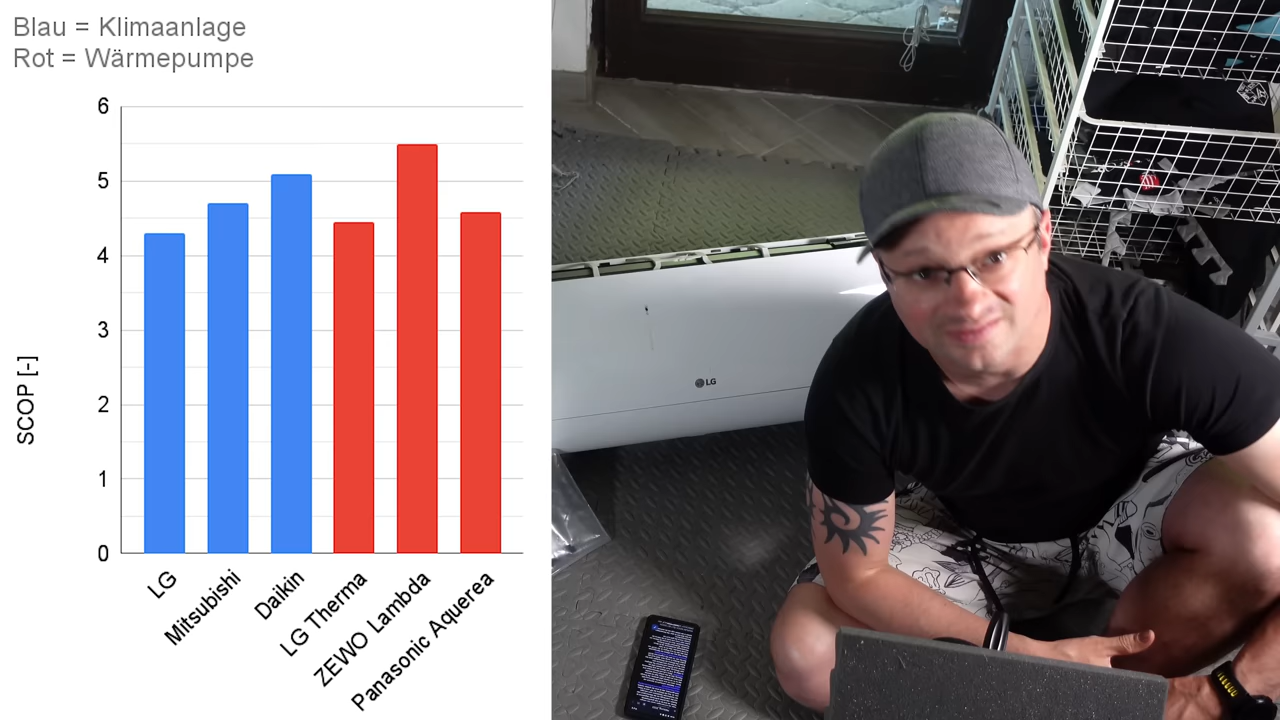 Blau = Klimaanlage
Rot = Wärmepumpe
6
5
4
3
2
1
0
SCOP [-]
LG
Mitsubishi
Daikin
LG Therma
ZEWO Lambda
Panasonic Aquerea
LG